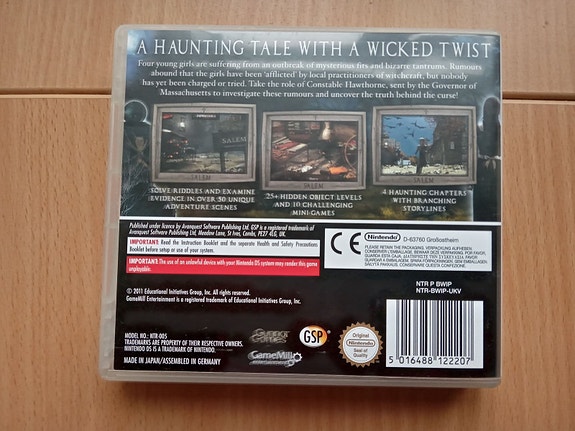 A HAUNTING TALE WITH A WICKED TWIST
Four young girls are suffering from an outbreak of mysterious fits and bizarre tantrums. Rumours
abound that the girls have been 'afflicted' by local practitioners of witchcraft, but nobody
has yet been charged or tried. Take the role of Constable Hawthorne, sent by the Governor of
Massachusetts to investigate these rumours and uncover the truth behind the curse!
SALEM
SALEM
SALEM
SALEM
SOLVE RIDDLES AND EXAMINE
EVIDENCE IN OVER 50 UNIQUE
ADVENTURE SCENES
25+ HIDDEN OBJECT LEVELS
AND 10 CHALLENGING
MINI-GAMES
4 HAUNTING CHAPTERS
WITH BRANCHING
STORYLINES
Published under licence by Avanquest Software Publishing Ltd. GSP is a registered trademark of
Avanquest Software Publishing Ltd, Meadow Lane, St Ives, Cambs, PE27 4LG, UK.
IMPORTANT: Read the Instruction Booklet and the separate Health and Safety Precautions
Booklet before setup or use of product.
IMPORTANT: The use of an unlawful device with your Nintendo DS system may render this game
unplayable.
© 2011 Educational Initiatives Group, Inc. All rights reserved.
GameMill Entertainment is a registered trademark of Educational Initiatives Group, Inc.
MODEL NO.: NTR-005
TRADEMARKS ARE PROPERTY OF THEIR RESPECTIVE OWNERS.
NINTENDO DS IS A TRADEMARK OF NINTENDO.
MADE IN JAPAN/ASSEMBLED IN GERMANY
GameMill
Entertainment
GSP
Original
Nintendo
Seal of
Quality
CE
Nintendo
D-63760 Großostheim
PLEASE RETAIN THE PACKAGING. VERPACKUNG AUFHEBEN.
NTR P BWIP
NTR-BWIP-UKV
5 016488 122207